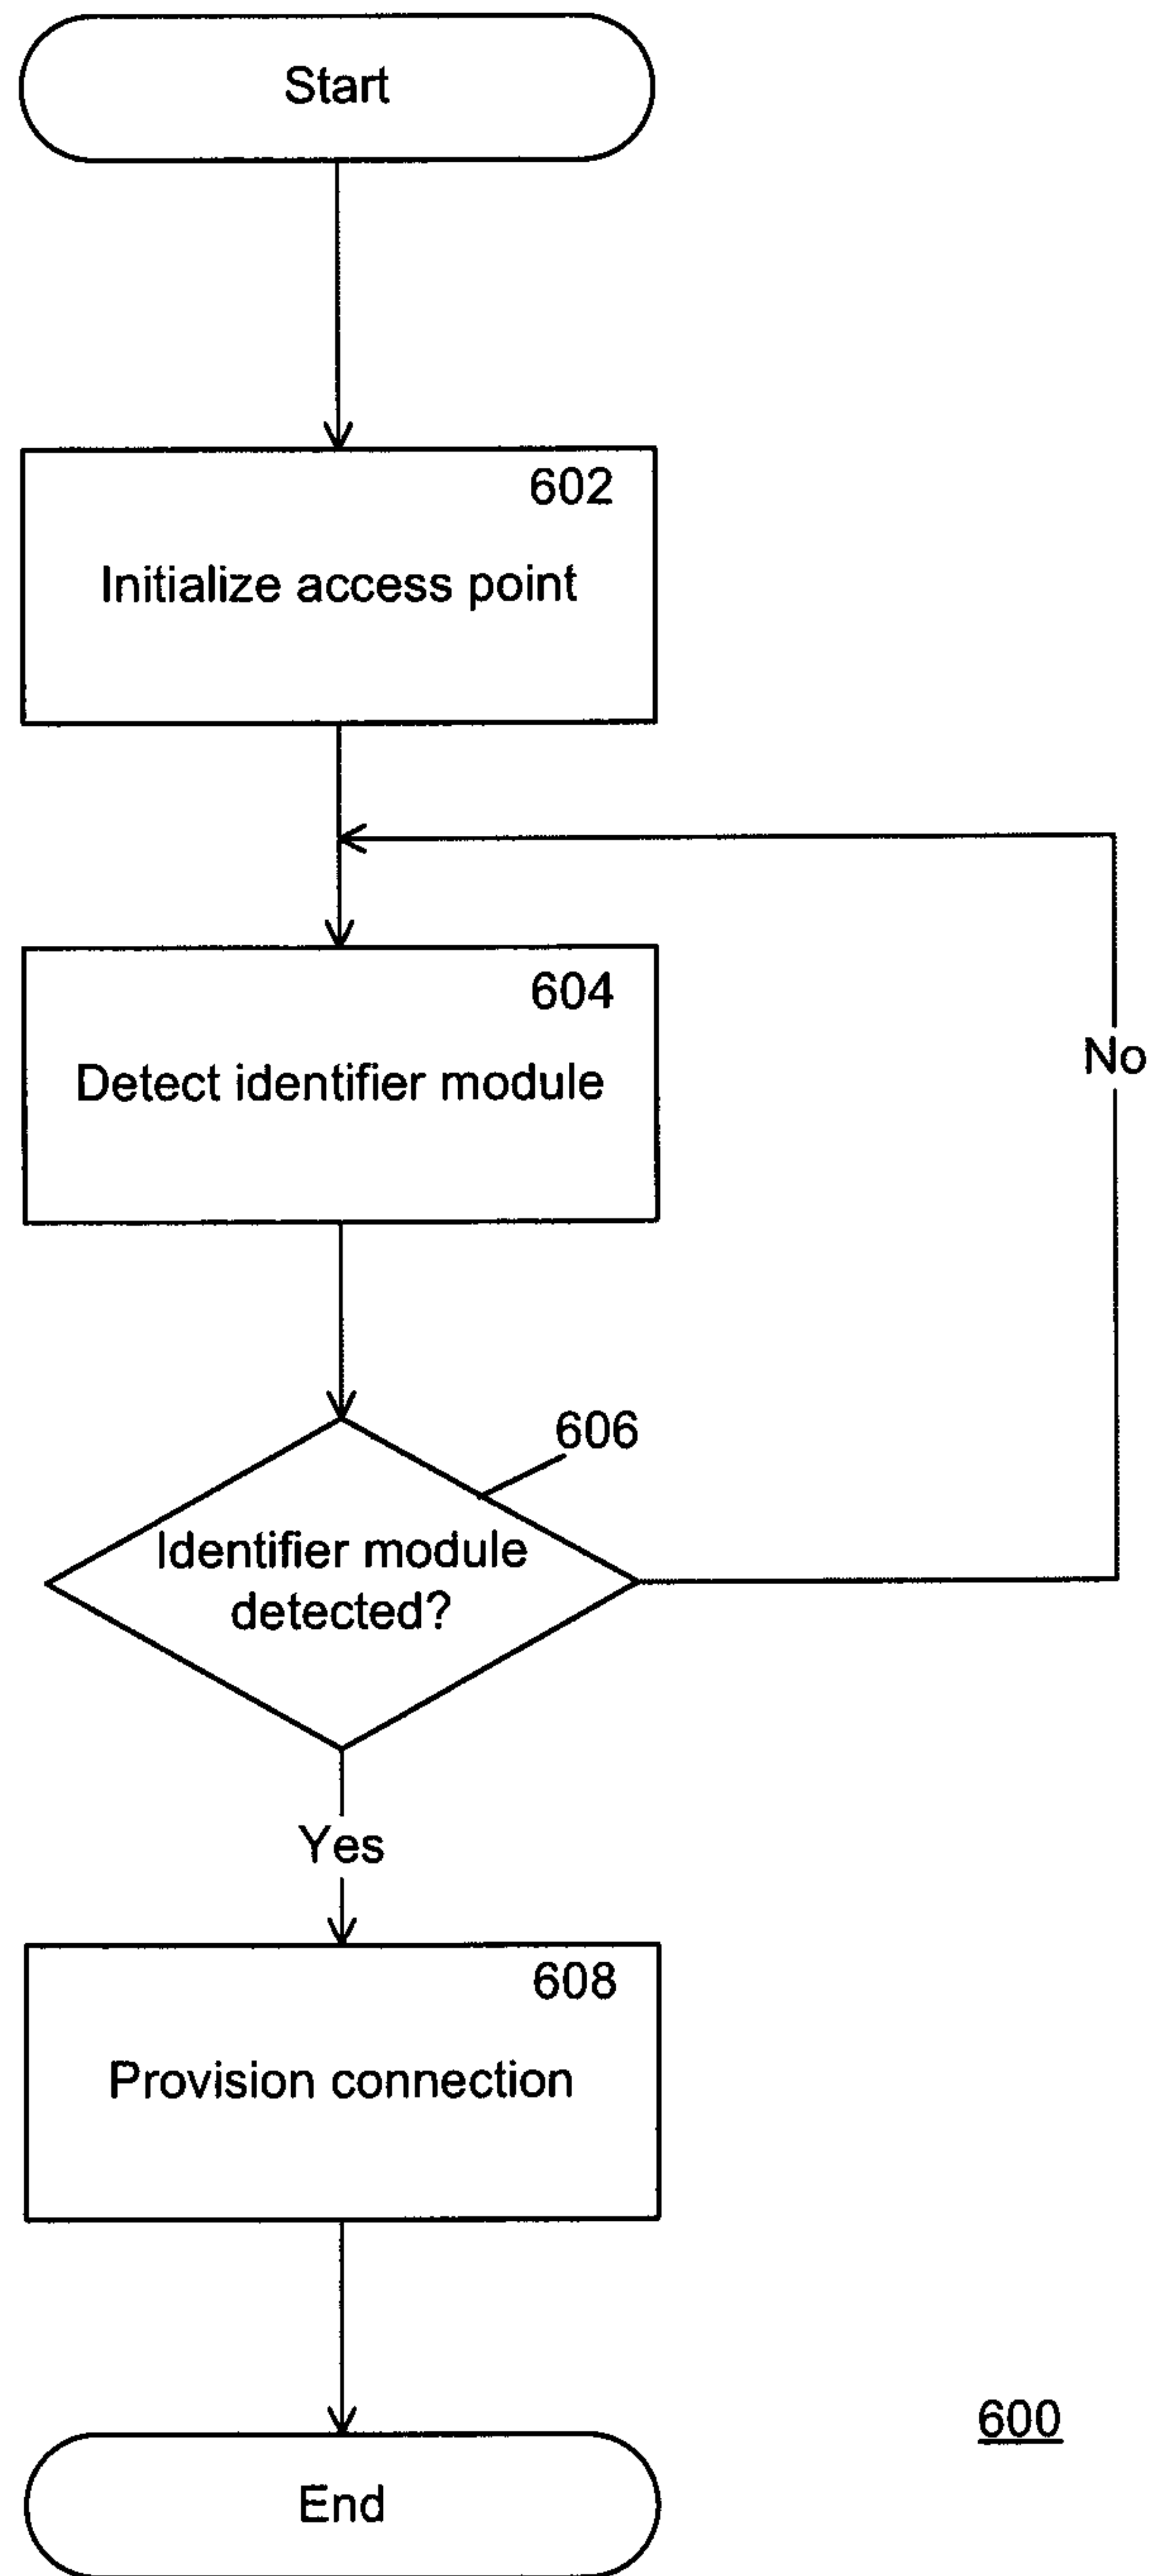 Start
602
Initialize access point
604
Detect identifier module
No
606
Identifier module
detected?
Yes
608
Provision connection
600
End